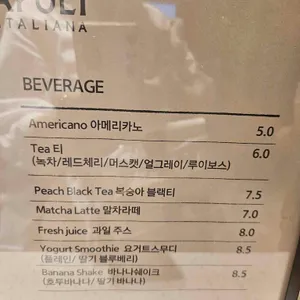 APOLI
ITALIANA
BEVERAGE
Americano 아메리카노 5.0
Tea 티 6.0
(녹차/레드체리/머스캣/얼그레이/루이보스)
Peach Black Tea 복숭아 블랙티 7.5
Matcha Latte 말차라떼 7.0
Fresh juice 과일 주스 8.0
Yogurt Smoothie 요거트스무디 8.5
(플레인/ 딸기 블루베리)
Banana Shake 바나나쉐이크 8.5
(초코바나나/ 딸기 바나나)